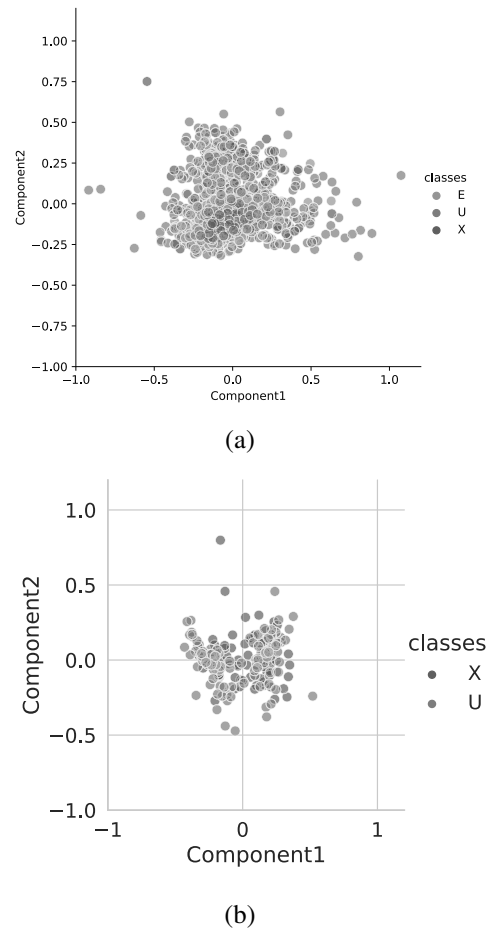 1.00
0.75
0.50
0.25
0.00
−0.25
−0.50
−0.75
−1.00
Component2
−1.0 −0.5 0.0 0.5 1.0
Component1
classes
E
U
X
(a)
1.0
0.5
0.0
−0.5
−1.0
Component2
−1 0 1
Component1
classes
X
U
(b)